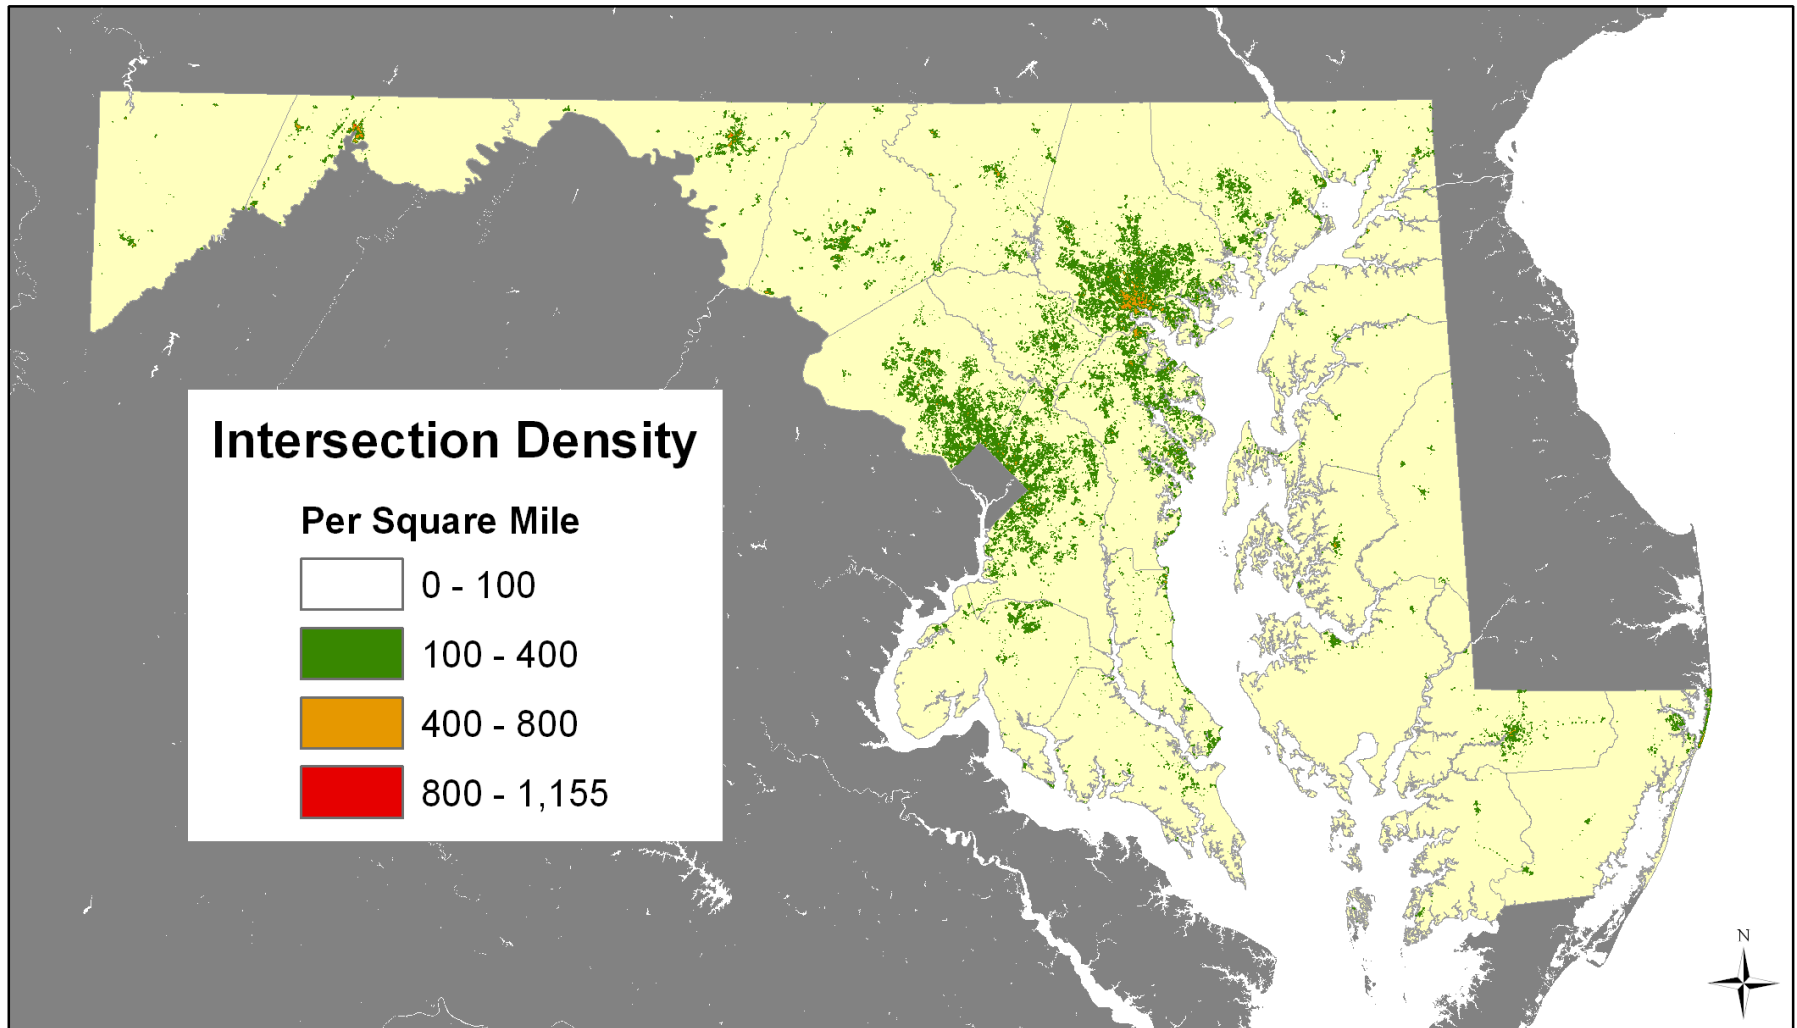 Intersection Density
Per Square Mile
0 - 100
100 - 400
400 - 800
800 - 1,155
N